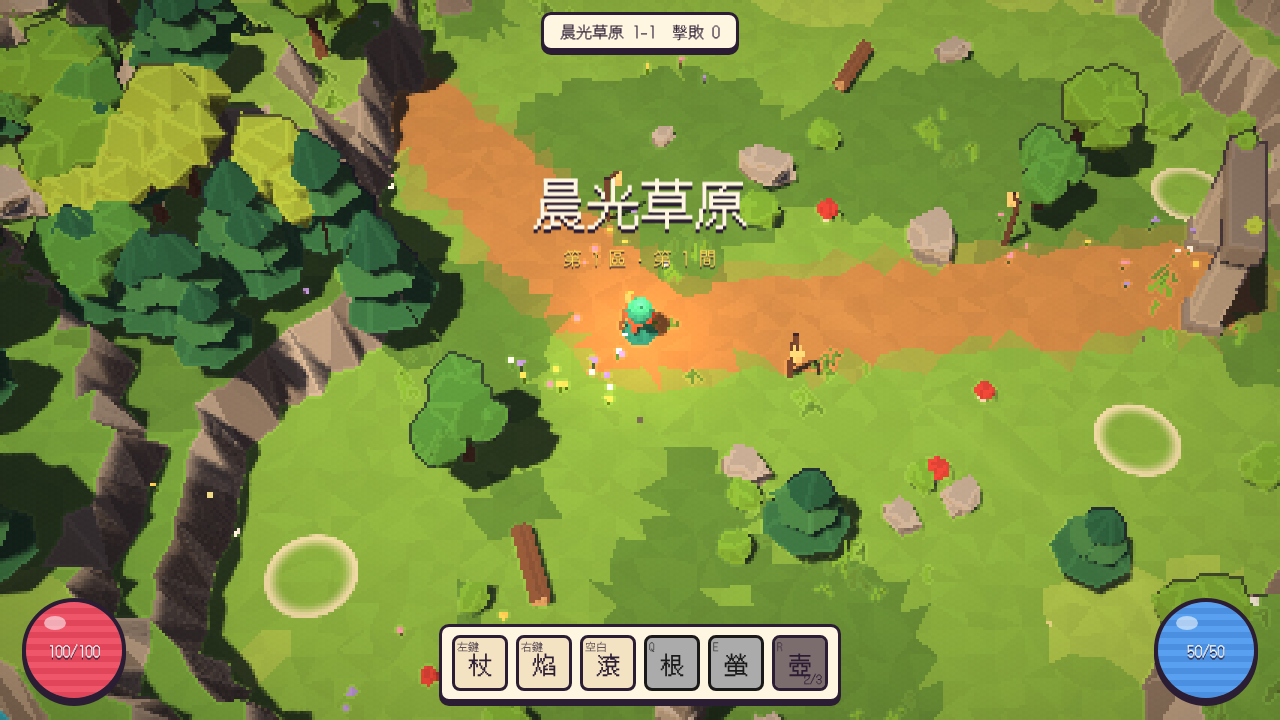 晨光草原 1-1 擊敗 0
晨光草原
第 1 區 · 第 1 間
100/100
左鍵 杖
右鍵 焰
空白 滾
Q 根
E 螢
R 壺 2/3
50/50